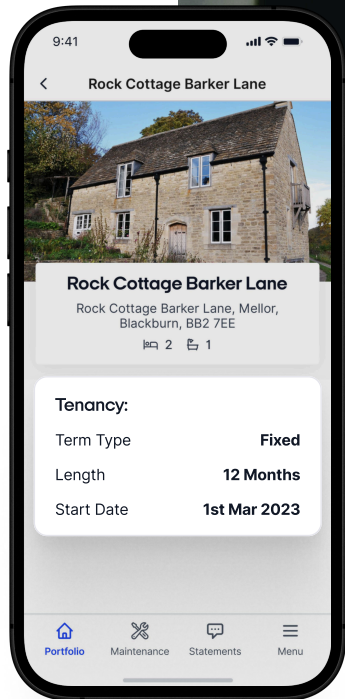 9:41
Rock Cottage Barker Lane
Rock Cottage Barker Lane
Rock Cottage Barker Lane, Mellor,
Blackburn, BB2 7EE
2 1
Tenancy:
Term Type Fixed
Length 12 Months
Start Date 1st Mar 2023
Portfolio Maintenance Statements Menu